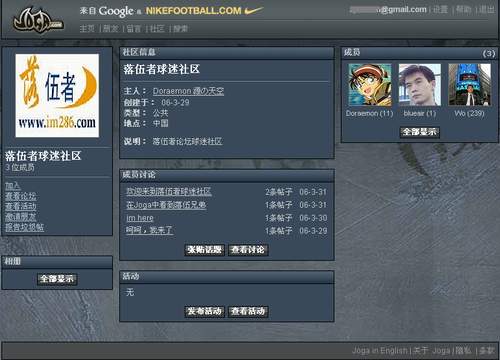 JOGA.com
来自 Google & NIKEFOOTBALL.COM
@gmail.com | 设置 | 帮助 | 退出
主页 | 朋友 | 留言 | 社区 | 搜索
落伍者
www.im286.com
落伍者球迷社区
3 位成员
加入
查看论坛
查看活动
邀请朋友
报告垃圾帖
相册
全部显示
社区信息
落伍者球迷社区
主人： Doraemon 源の天空
创建于： 06-3-29
类型： 公共
地点： 中国
说明： 落伍者论坛球迷社区
成员讨论
欢迎来到落伍者球迷社区 2条帖子 06-3-31
在Joga中看到落伍兄弟 1条帖子 06-3-31
im here 1条帖子 06-3-30
呵呵，我来了 1条帖子 06-3-29
张贴话题 查看讨论
活动
无
发布活动 查看活动
成员 (3)
Doraemon (11) blueair (1) Wo (239)
全部显示
Joga in English | 关于 Joga | 隐私 | 条款